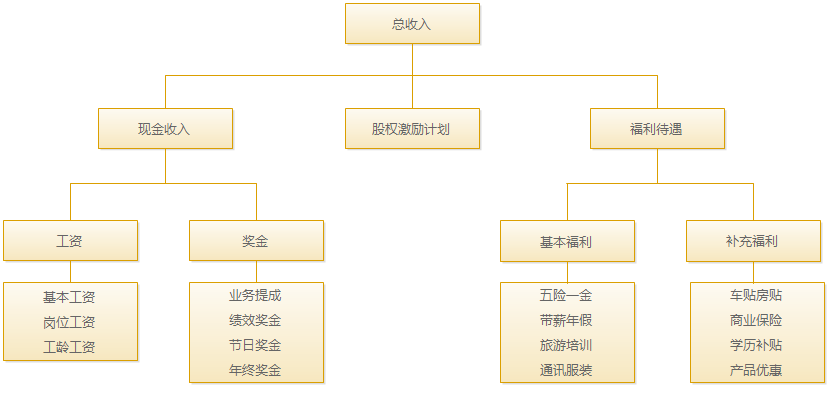 总收入
现金收入
股权激励计划
福利待遇
工资
奖金
基本福利
补充福利
基本工资
岗位工资
工龄工资
业务提成
绩效奖金
节日奖金
年终奖金
五险一金
带薪年假
旅游培训
通讯服装
车贴房贴
商业保险
学历补贴
产品优惠